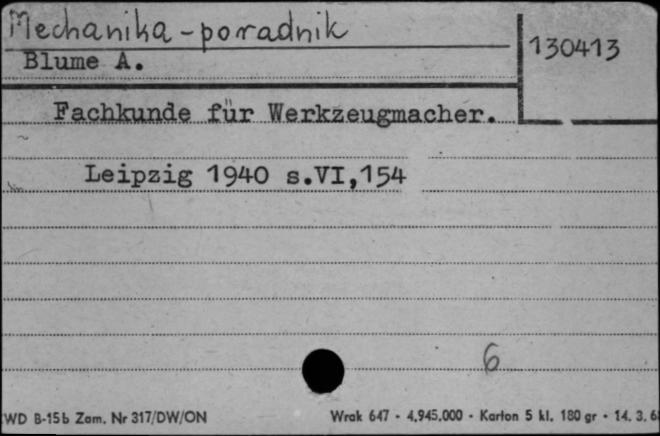 Mechanika-poradnik
130413
Blume A.
Fachkunde für Werkzeugmacher.
Leipzig 1940 s.VI,154
6
WD B-15b Zam. Nr 317/DW/ON Wrak 647 - 4.945.000 - Karton 5 kl. 180 gr - 14. 3. 6